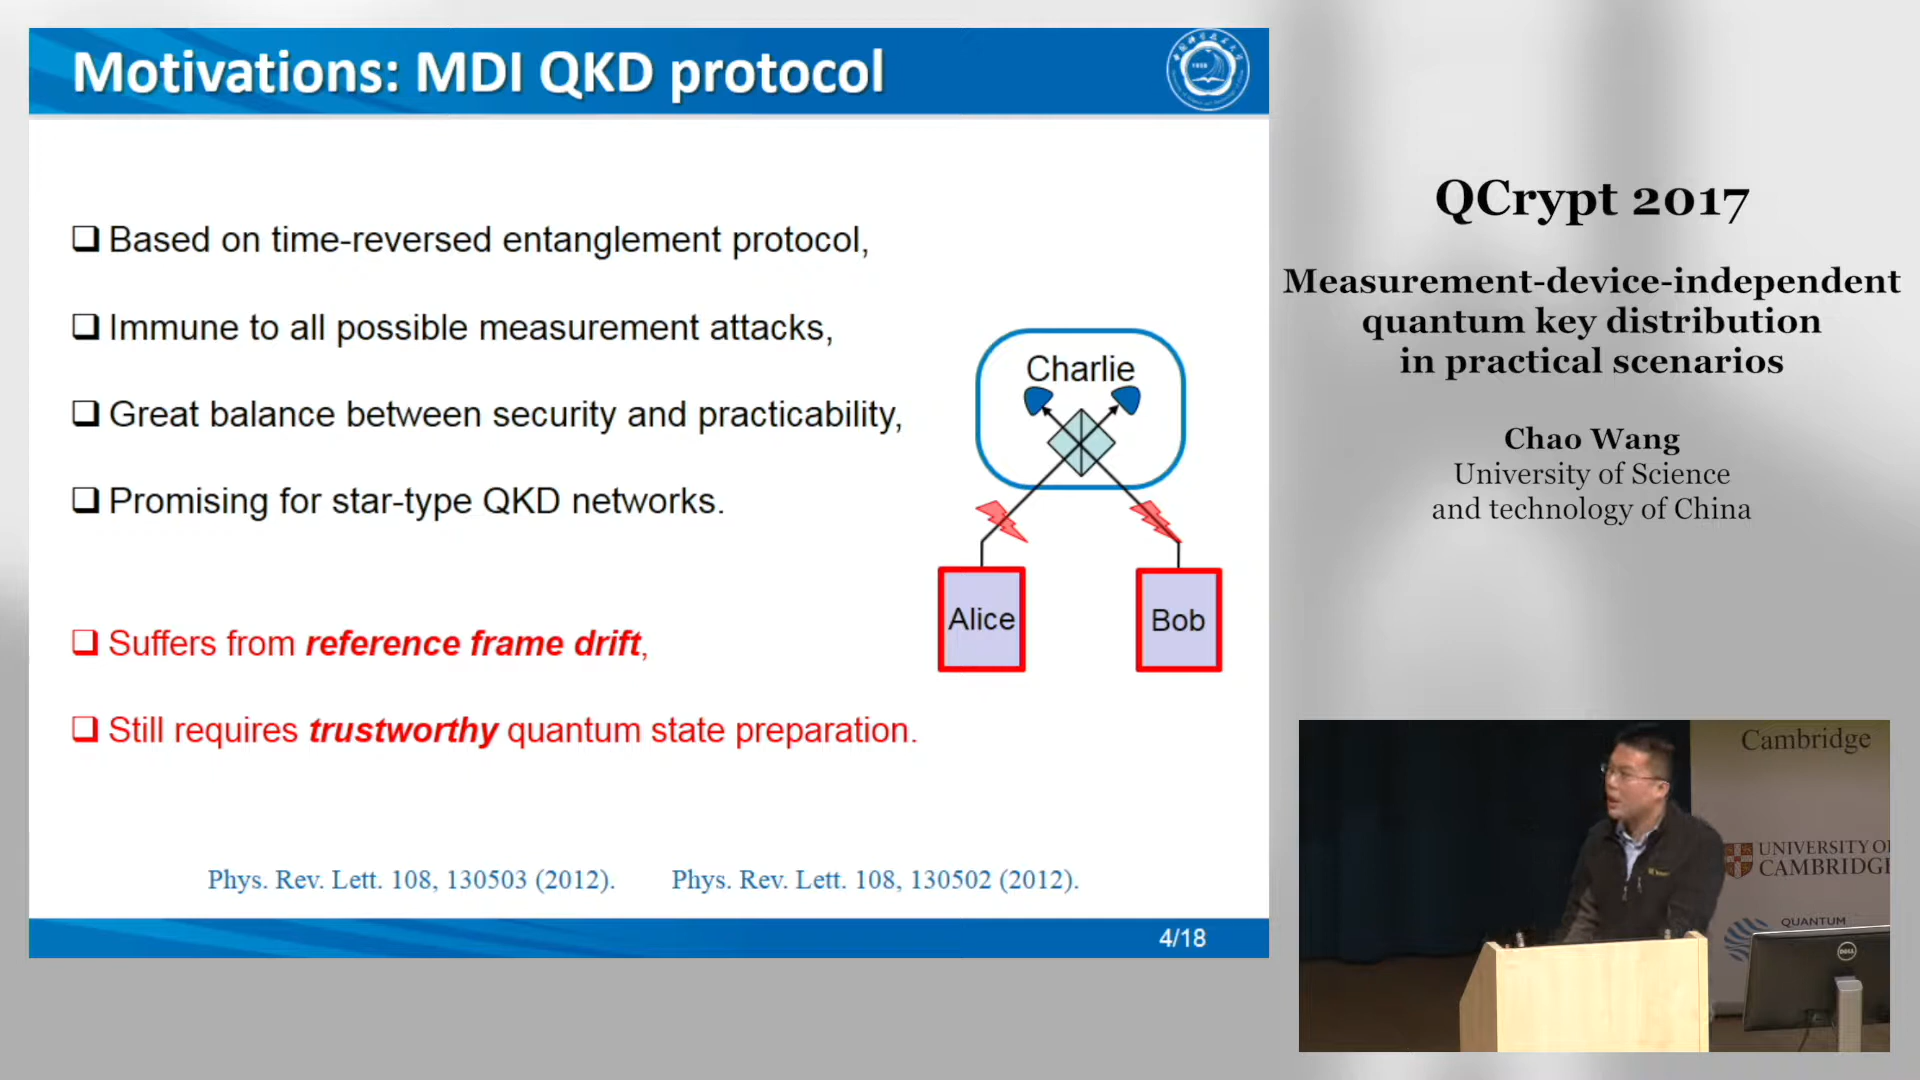 Motivations: MDI QKD protocol
Based on time-reversed entanglement protocol,
Immune to all possible measurement attacks,
Great balance between security and practicability,
Promising for star-type QKD networks.
Suffers from reference frame drift,
Still requires trustworthy quantum state preparation.
Charlie
Alice
Bob
Phys. Rev. Lett. 108, 130503 (2012).
Phys. Rev. Lett. 108, 130502 (2012).
4/18
QCrypt 2017
Measurement-device-independent
quantum key distribution
in practical scenarios
Chao Wang
University of Science
and technology of China
Cambridge
UNIVERSITY OF
CAMBRIDGE
QUANTUM
DELL